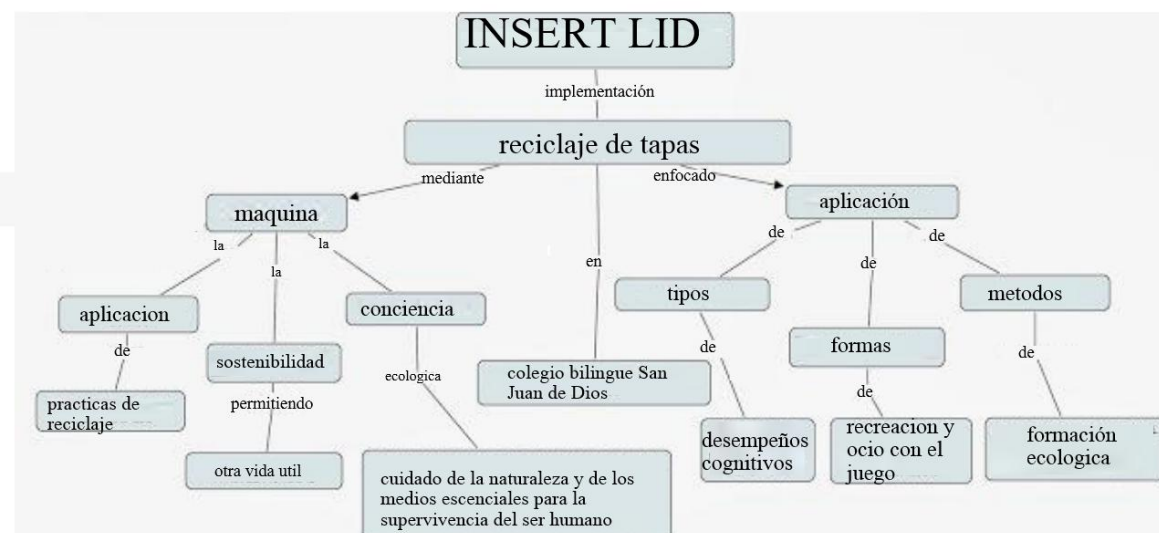 INSERT LID
implementación
reciclaje de tapas
mediante
enfocado
maquina
aplicación
la
la
la
en
de
de
de
aplicacion
conciencia
tipos
metodos
de
sostenibilidad
ecologica
colegio bilingue San
Juan de Dios
de
formas
de
practicas de
reciclaje
permitiendo
de
otra vida util
desempeños
cognitivos
recreacion y
ocio con el
juego
formación
ecologica
cuidado de la naturaleza y de los
medios escenciales para la
supervivencia del ser humano